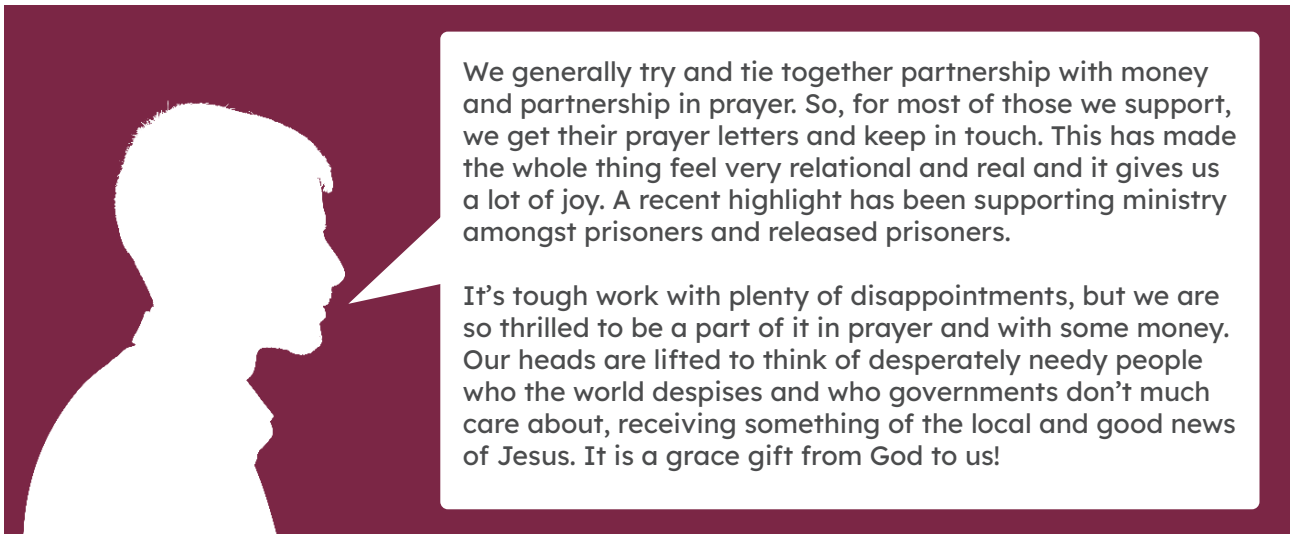 We generally try and tie together partnership with money
and partnership in prayer. So, for most of those we support,
we get their prayer letters and keep in touch. This has made
the whole thing feel very relational and real and it gives us
a lot of joy. A recent highlight has been supporting ministry
amongst prisoners and released prisoners.

It’s tough work with plenty of disappointments, but we are
so thrilled to be a part of it in prayer and with some money.
Our heads are lifted to think of desperately needy people
who the world despises and who governments don’t much
care about, receiving something of the local and good news
of Jesus. It is a grace gift from God to us!